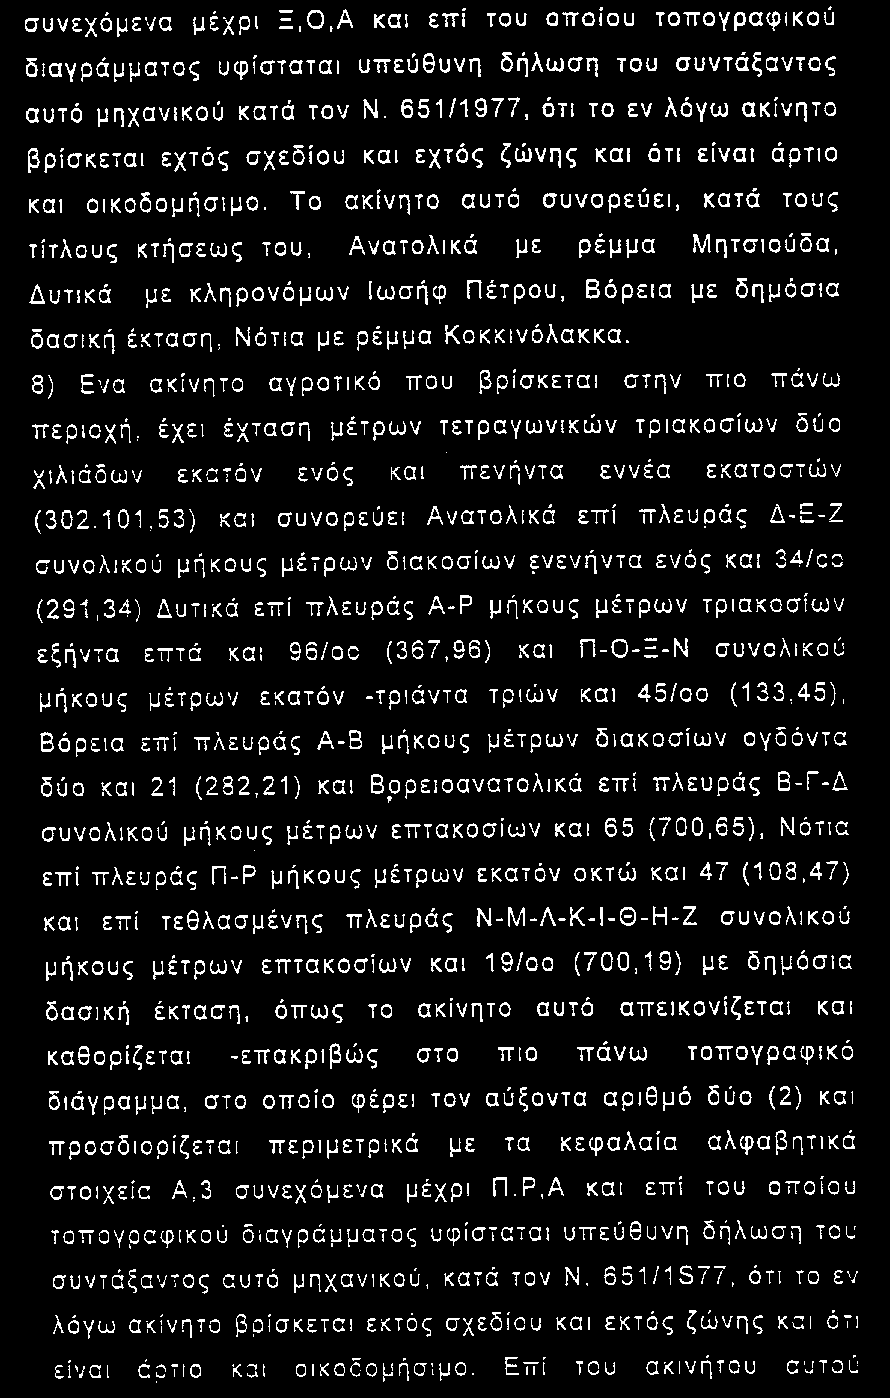 συνεχόμενα μέχρι Ξ,Ο,Α και επί του οποίου τοπογραφικού
διαγράμματος υφίσταται υπεύθυνη δήλωση του συντάξαντος
αυτό μηχανικού κατά τον Ν. 651/1977, ότι το εν λόγω ακίνητο
βρίσκεται εχτός σχεδίου και εχτός ζώνης και ότι είναι άρτιο
και οικοδομήσιμο. Το ακίνητο αυτό συνορεύει, κατά τους
τίτλους κτήσεως του, Ανατολικά με ρέμμα Μητσιούδα,
Δυτικά με κληρονόμων Ιωσήφ Πέτρου, Βόρεια με δημόσια
δασική έκταση, Νότια με ρέμμα Κοκκινόλακκα.
8) Ενα ακίνητο αγροτικό που βρίσκεται στην πιο πάνω
περιοχή, έχει έχταση μέτρων τετραγωνικών τριακοσίων δύο
χιλιάδων εκατόν ενός και πενήντα εννέα εκατοστών
(302.101,53) και συνορεύει Ανατολικά επί πλευράς Δ-Ε-Ζ
συνολικού μήκους μέτρων διακοσίων ενενήντα ενός και 34/οο
(291,34) Δυτικά επί πλευράς Α-Ρ μήκους μέτρων τριακοσίων
εξήντα επτά και 96/οο (367,96) και Π-Ο-Ξ-Ν συνολικού
μήκους μέτρων εκατόν -τριάντα τριών και 45/οο (133,45),
Βόρεια επί πλευράς Α-Β μήκους μέτρων διακοσίων ογδόντα
δύο και 21 (282,21) και Βορειοανατολικά επί πλευράς Β-Γ-Δ
συνολικού μήκους μέτρων επτακοσίων και 65 (700,65), Νότια
επί πλευράς Π-Ρ μήκους μέτρων εκατόν οκτώ και 47 (108,47)
και επί τεθλασμένης πλευράς Ν-Μ-Λ-Κ-Ι-Θ-Η-Ζ συνολικού
μήκους μέτρων επτακοσίων και 19/οο (700,19) με δημόσια
δασική έκταση, όπως το ακίνητο αυτό απεικονίζεται και
καθορίζεται -επακριβώς στο πιο πάνω τοπογραφικό
διάγραμμα, στο οποίο φέρει τον αύξοντα αριθμό δύο (2) και
προσδιορίζεται περιμετρικά με τα κεφαλαία αλφαβητικά
στοιχεία Α,3 συνεχόμενα μέχρι Π.Ρ,Α και επί του οποίου
τοπογραφικού διαγράμματος υφίσταται υπεύθυνη δήλωση του
συντάξαντος αυτό μηχανικού, κατά τον Ν. 651/1S77, ότι το εν
λόγω ακίνητο βρίσκεται εκτός σχεδίου και εκτός ζώνης και ότι
είναι άρτιο και οικοδομήσιμο. Επί του ακινήτου αυτού